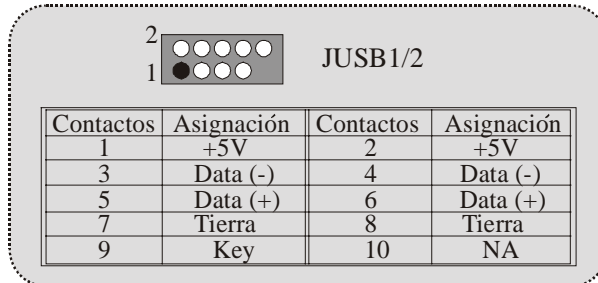 2
1
JUSB1/2
Contactos Asignación Contactos Asignación
1 +5V 2 +5V
3 Data (-) 4 Data (-)
5 Data (+) 6 Data (+)
7 Tierra 8 Tierra
9 Key 10 NA